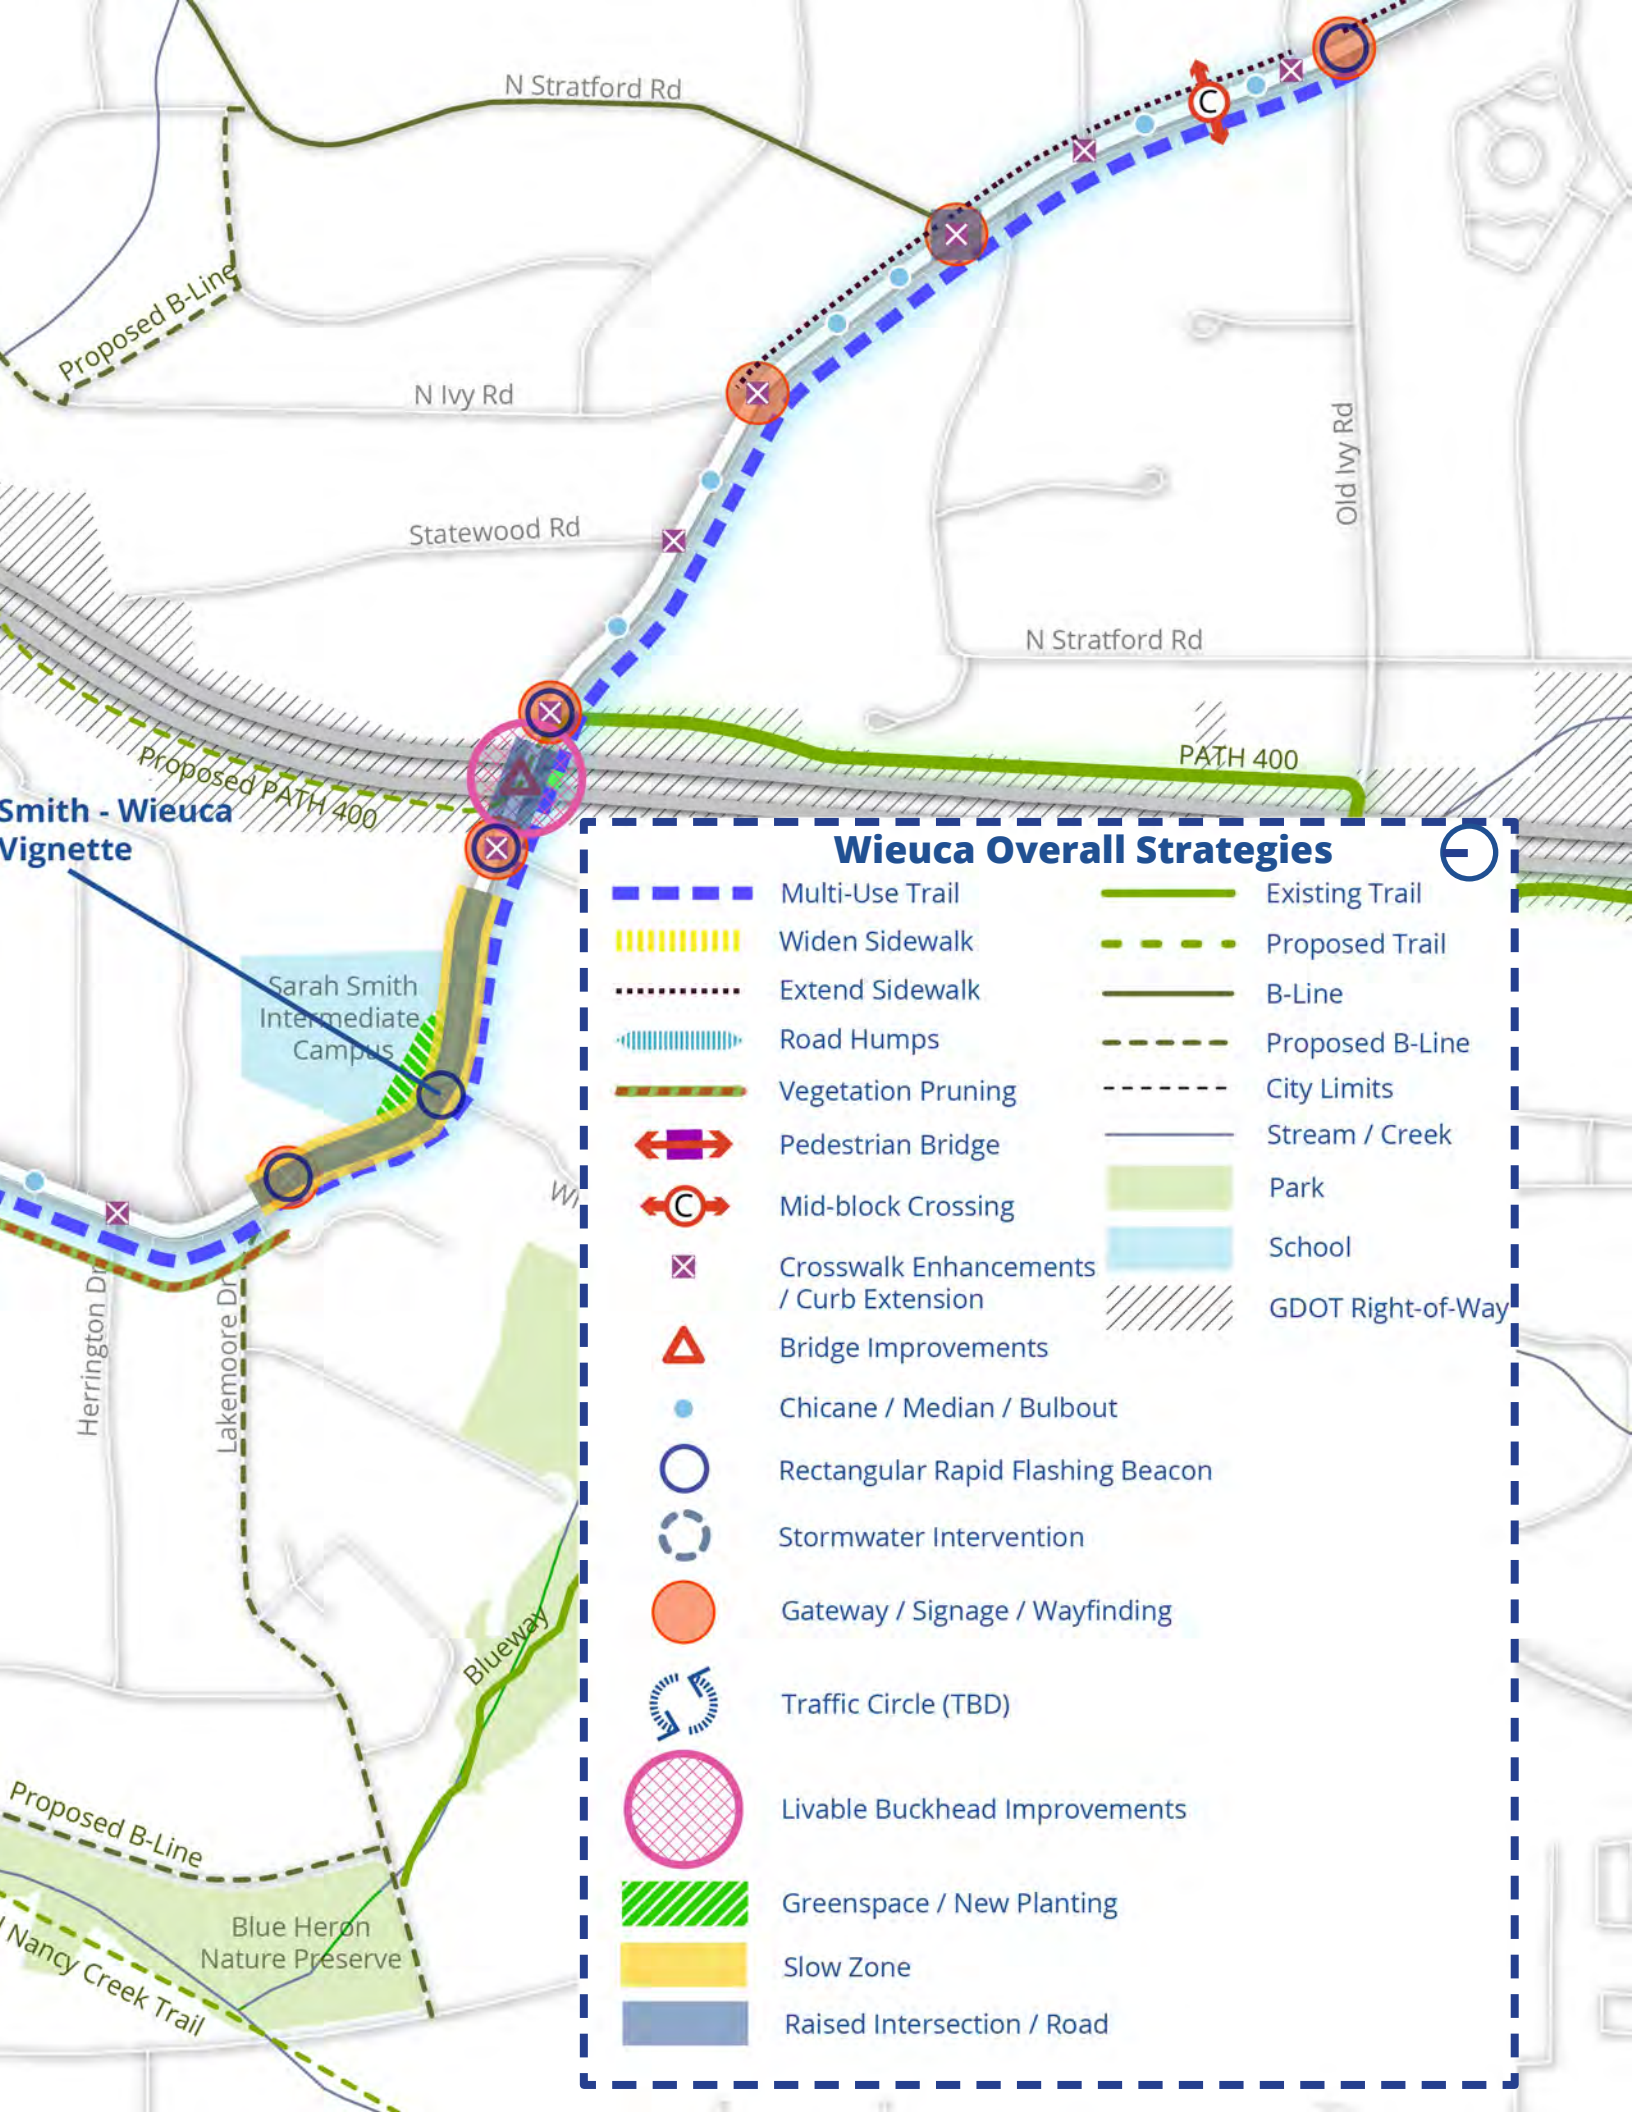 N Stratford Rd
C
Proposed B-Line
N Ivy Rd
Old Ivy Rd
Statewood Rd
N Stratford Rd
PATH 400
Proposed PATH 400
Smith - Wieuca
Vignette
Sarah Smith
Intermediate
Campus
Herrington Dr
Lakemoore Dr
Blueway
Proposed B-Line
Blue Heron
Nature Preserve
Nancy Creek Trail
Wieuca Overall Strategies
Multi-Use Trail
Widen Sidewalk
Extend Sidewalk
Road Humps
Vegetation Pruning
Pedestrian Bridge
C
Mid-block Crossing
Crosswalk Enhancements
/ Curb Extension
Bridge Improvements
Chicane / Median / Bulbout
Rectangular Rapid Flashing Beacon
Stormwater Intervention
Gateway / Signage / Wayfinding
Traffic Circle (TBD)
Livable Buckhead Improvements
Greenspace / New Planting
Slow Zone
Raised Intersection / Road
Existing Trail
Proposed Trail
B-Line
Proposed B-Line
City Limits
Stream / Creek
Park
School
GDOT Right-of-Way